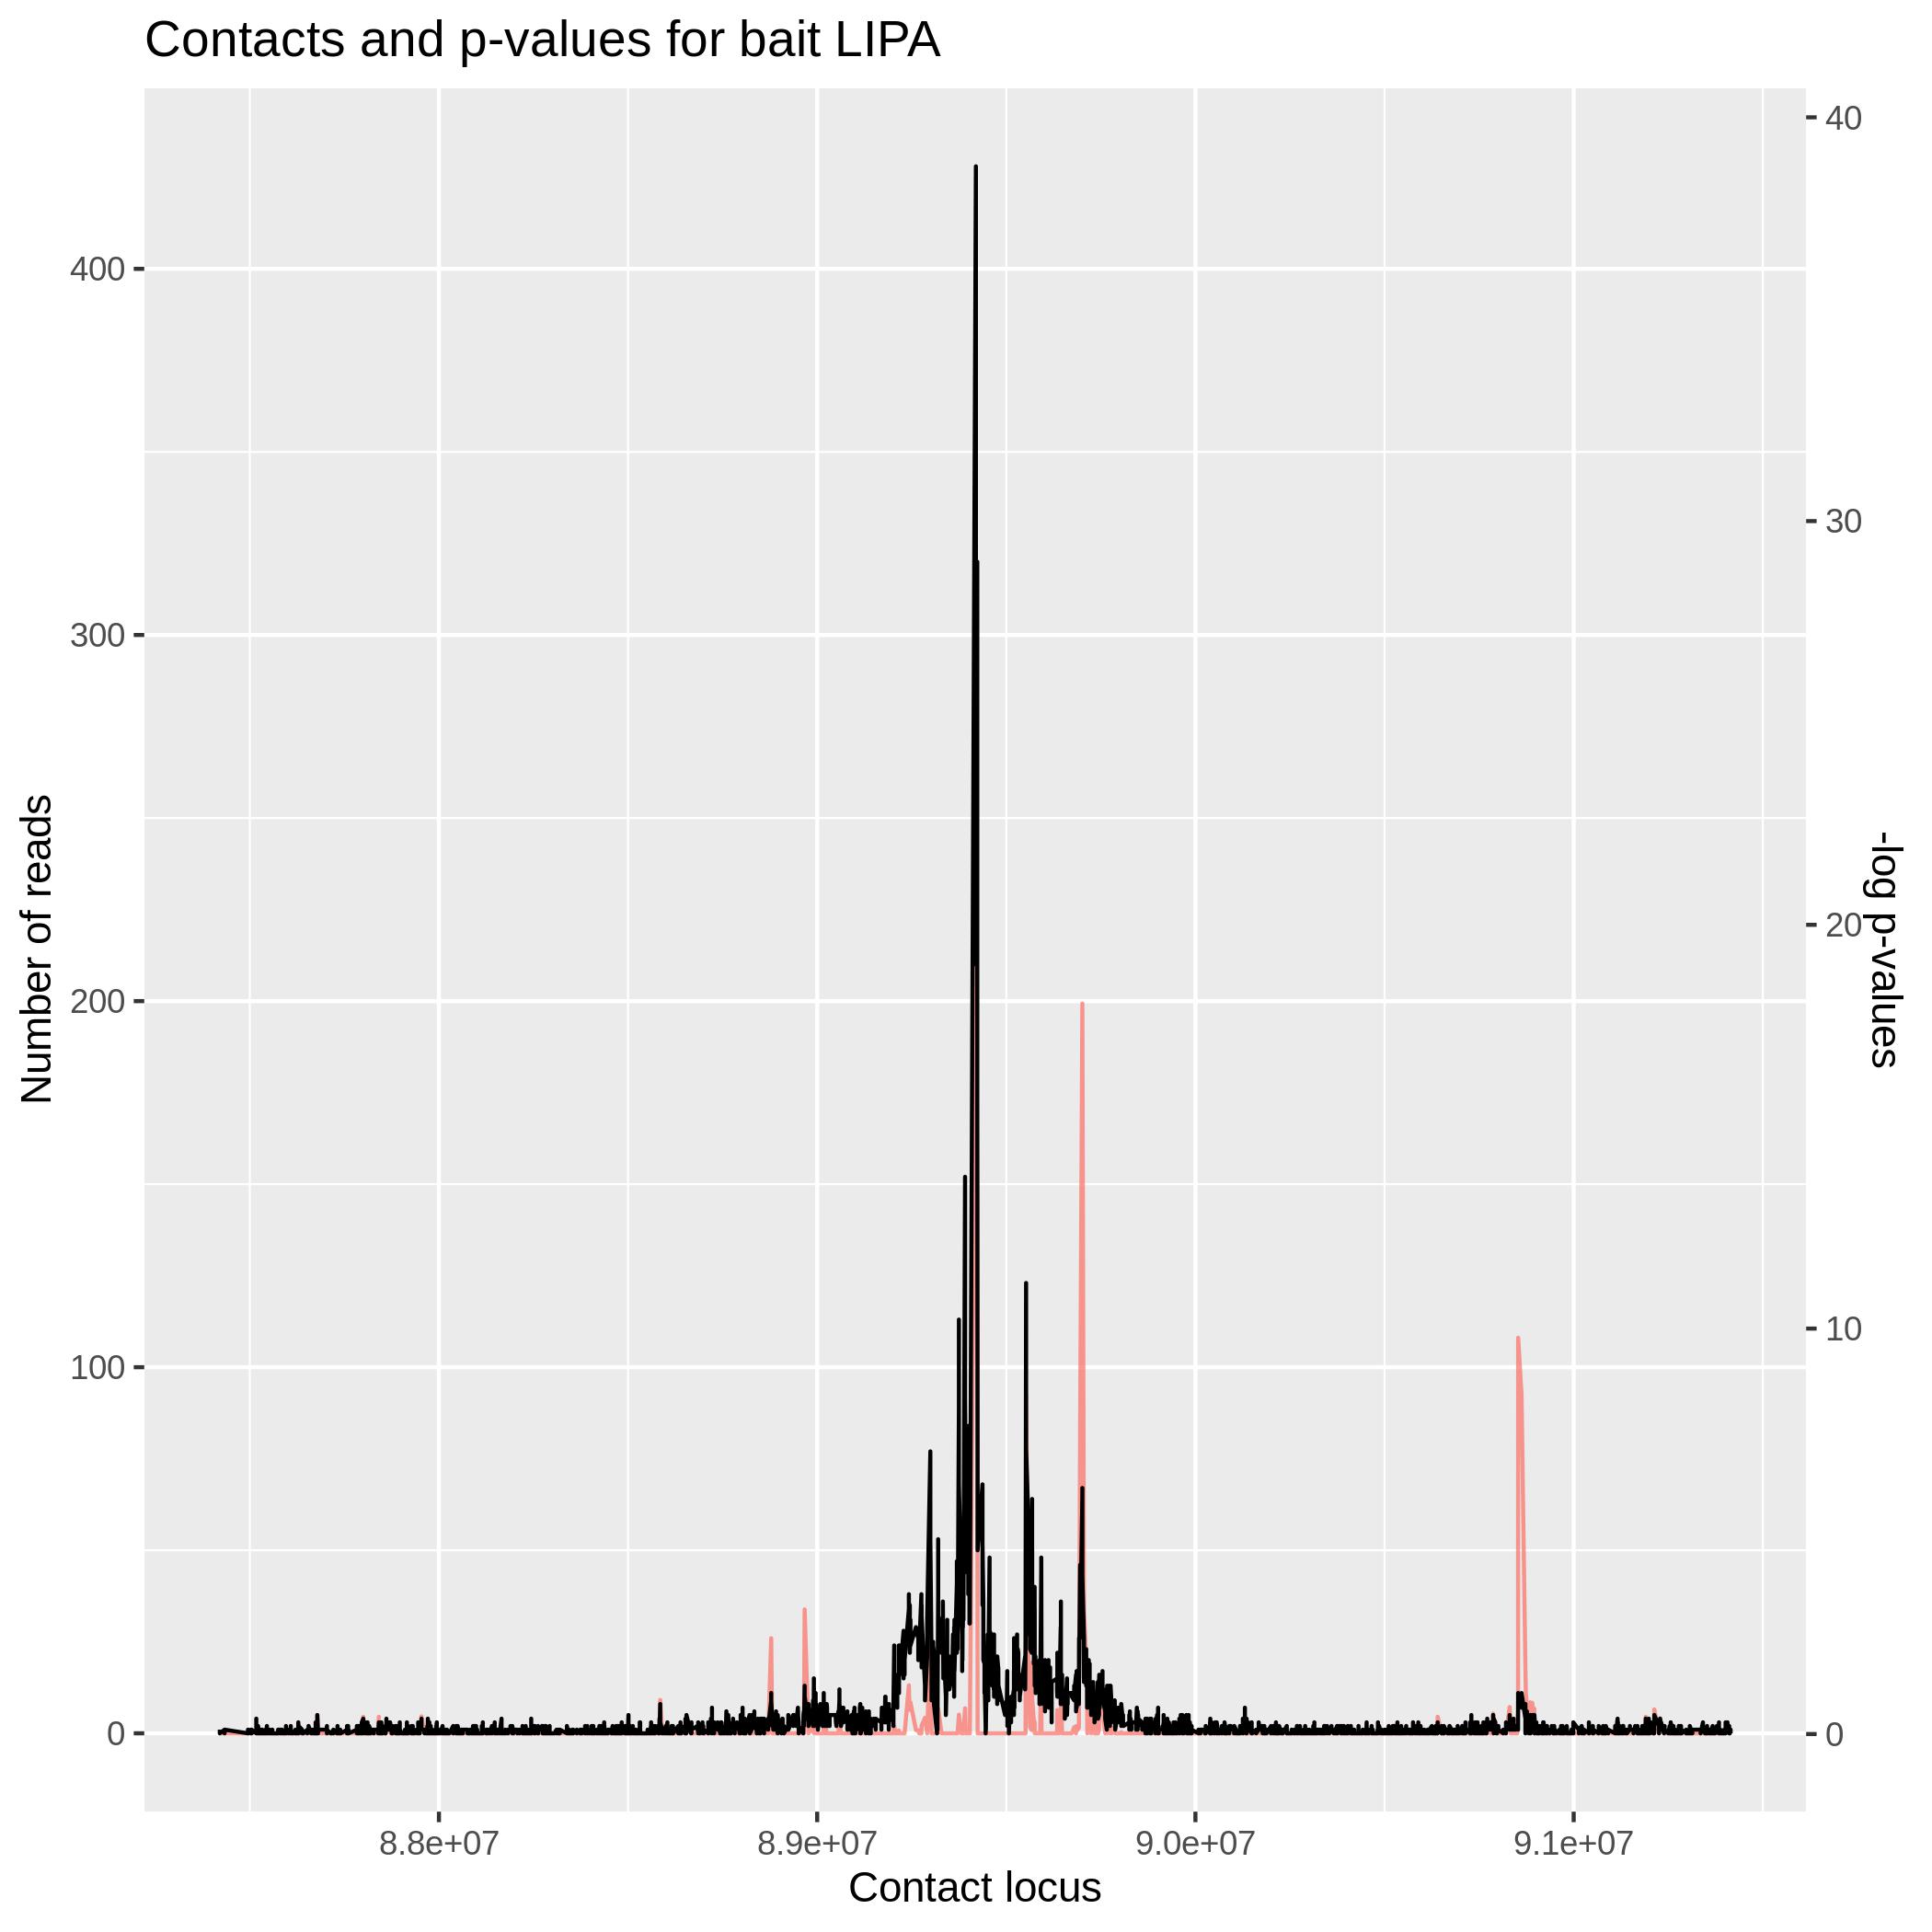 Contacts and p-values for bait LIPA
Number of reads
400
300
200
100
0
40
30
20
10
0
-log p-values
8.8e+07
8.9e+07
9.0e+07
9.1e+07
Contact locus